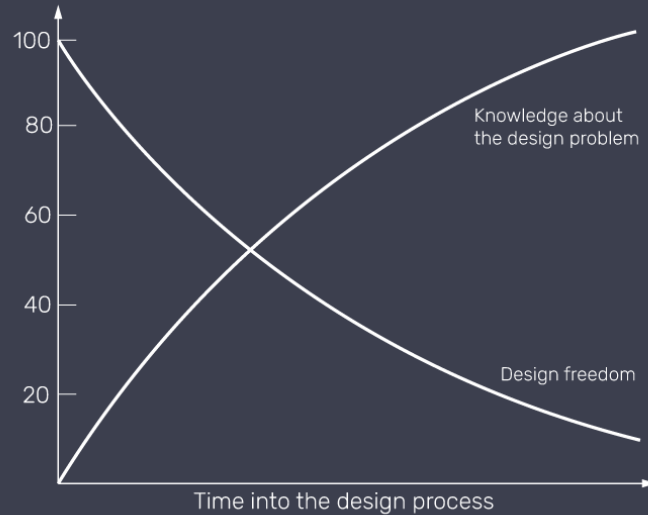 100
80
60
40
20
Knowledge about
the design problem
Design freedom
Time into the design process